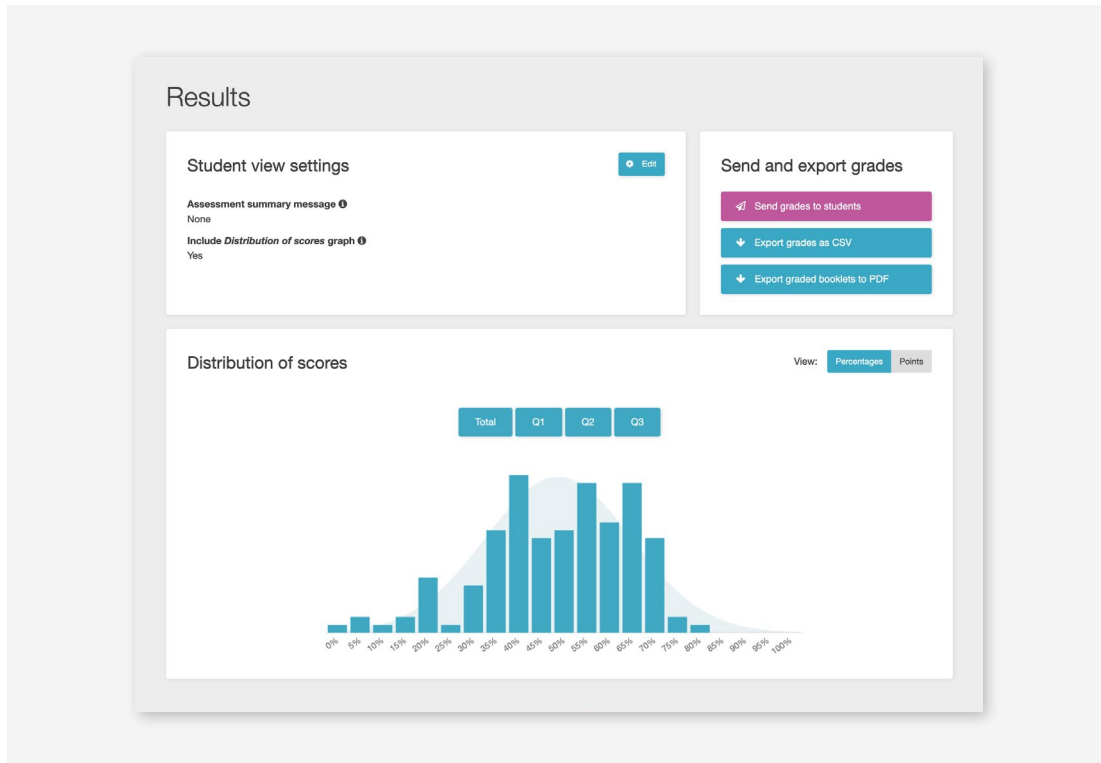 Results
Student view settings
Edit
Assessment summary message
None
Include Distribution of scores graph
Yes
Send and export grades
Send grades to students
Export grades as CSV
Export graded booklets to PDF
Distribution of scores
View: Percentages Points
Total Q1 Q2 Q3
0% 5% 10% 15% 20% 25% 30% 35% 40% 45% 50% 55% 60% 65% 70% 75% 80% 85% 90% 95% 100%